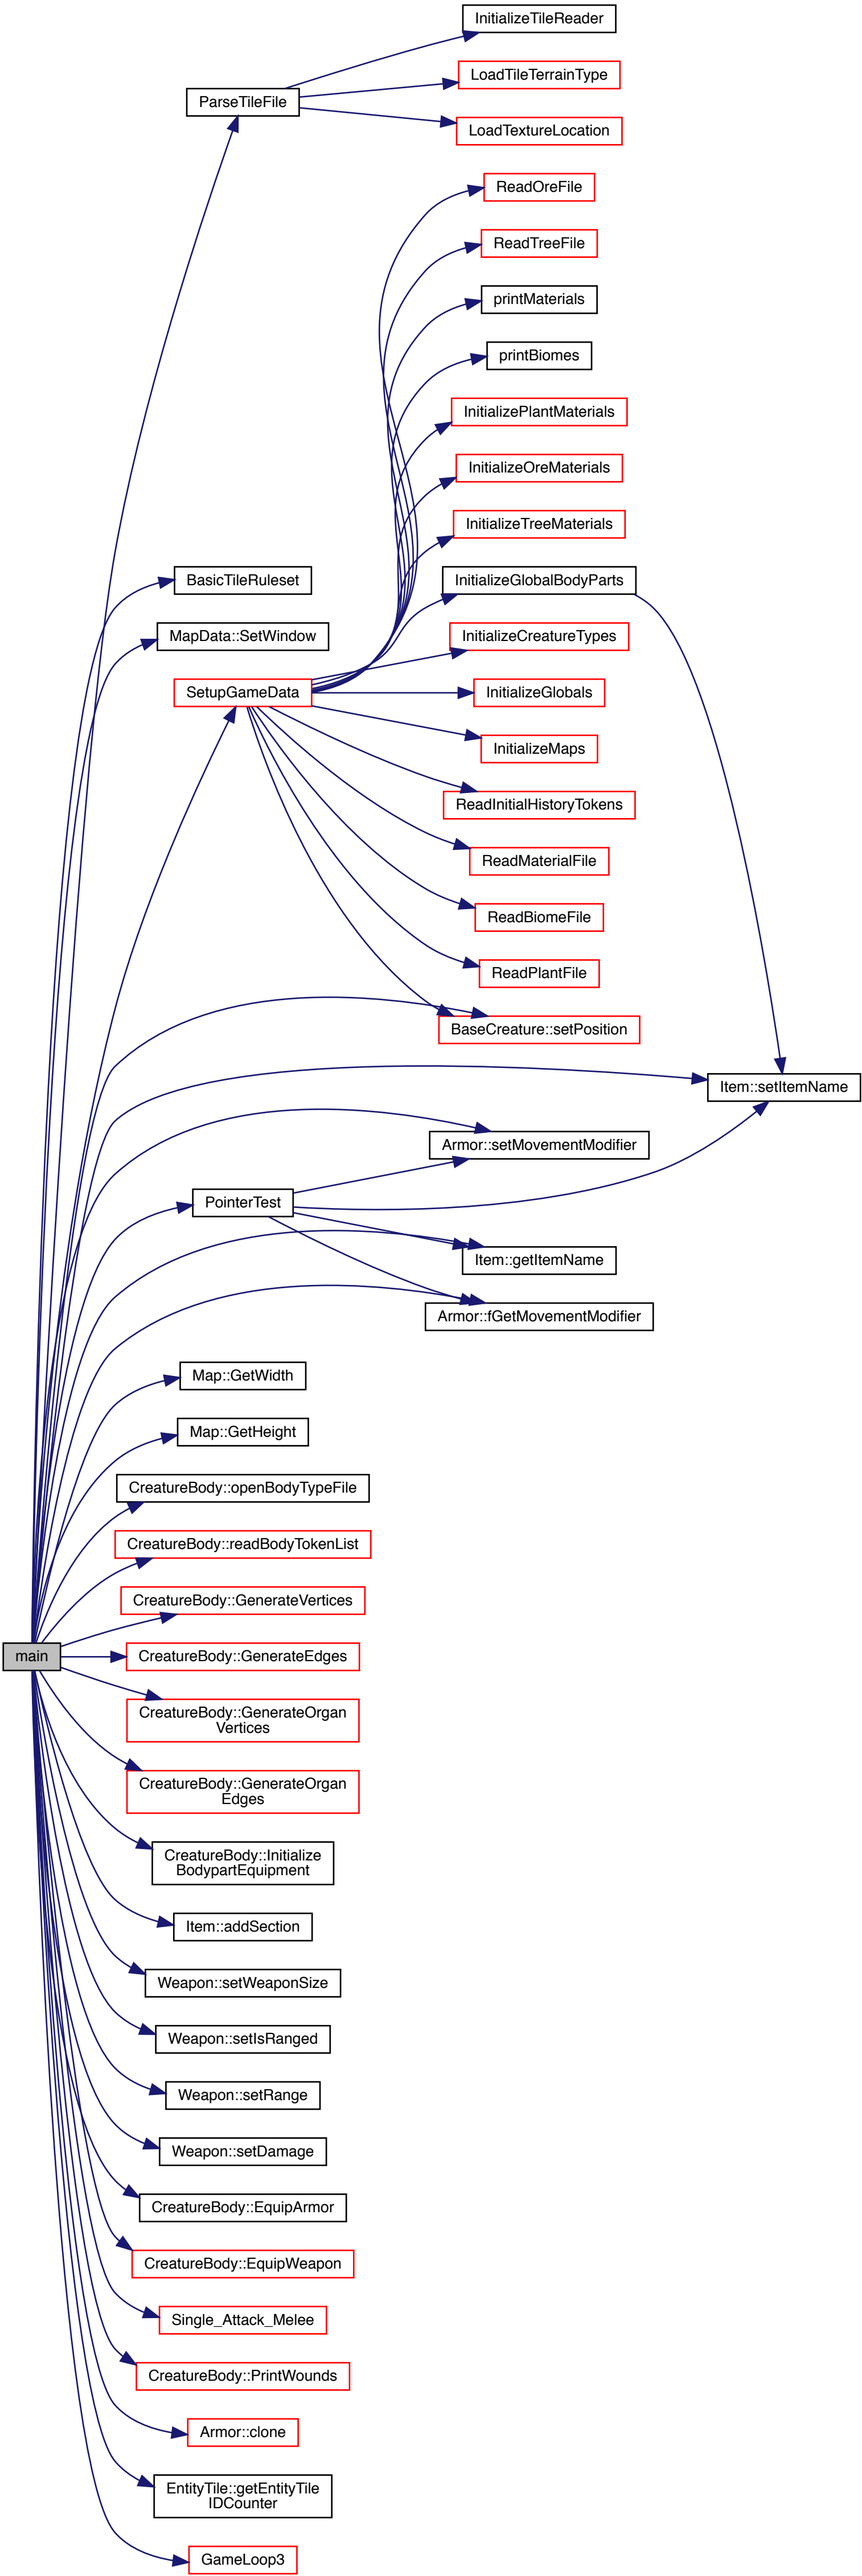 InitializeTileReader
LoadTileTerrainType
ParseTileFile
LoadTextureLocation
ReadOreFile
ReadTreeFile
printMaterials
printBiomes
InitializePlantMaterials
InitializeOreMaterials
InitializeTreeMaterials
BasicTileRuleset
InitializeGlobalBodyParts
MapData::SetWindow
InitializeCreatureTypes
SetupGameData
InitializeGlobals
InitializeMaps
ReadInitialHistoryTokens
ReadMaterialFile
ReadBiomeFile
ReadPlantFile
BaseCreature::setPosition
Item::setItemName
Armor::setMovementModifier
PointerTest
Item::getItemName
Armor::fGetMovementModifier
Map::GetWidth
Map::GetHeight
CreatureBody::openBodyTypeFile
CreatureBody::readBodyTokenList
CreatureBody::GenerateVertices
main
CreatureBody::GenerateEdges
CreatureBody::GenerateOrgan
Vertices
CreatureBody::GenerateOrgan
Edges
CreatureBody::Initialize
BodypartEquipment
Item::addSection
Weapon::setWeaponSize
Weapon::setIsRanged
Weapon::setRange
Weapon::setDamage
CreatureBody::EquipArmor
CreatureBody::EquipWeapon
Single_Attack_Melee
CreatureBody::PrintWounds
Armor::clone
EntityTile::getEntityTile
IDCounter
GameLoop3